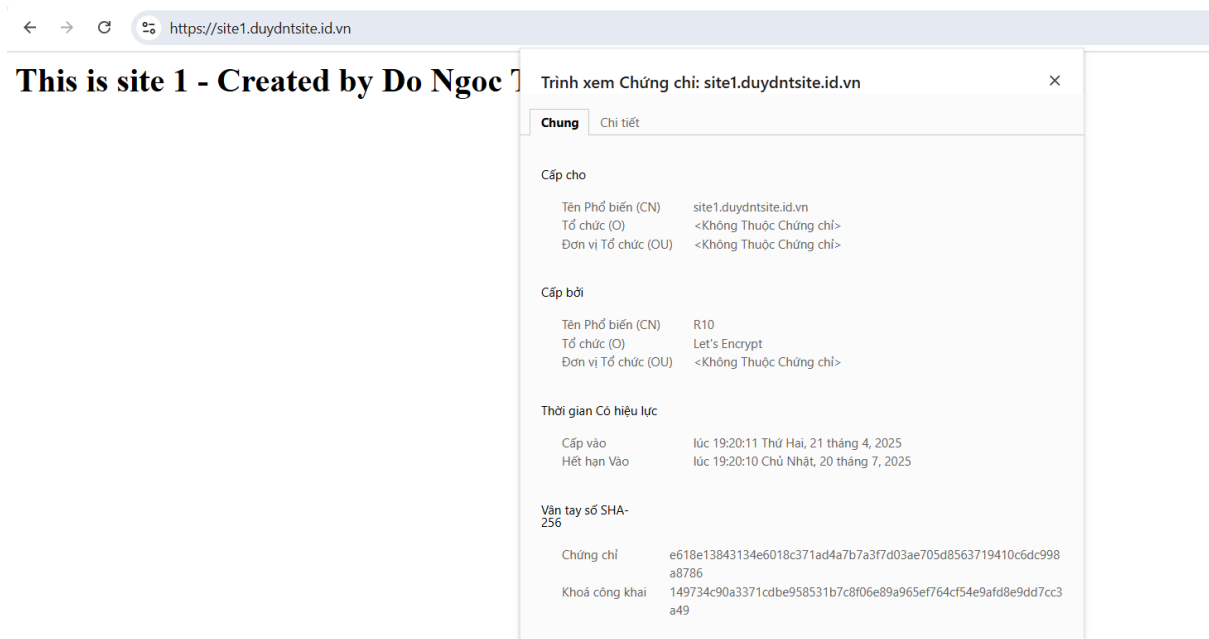 https://site1.duydntsite.id.vn
This is site 1 - Created by Do Ngoc
Trình xem Chứng chỉ: site1.duydntsite.id.vn
Chung Chi tiết
Cấp cho
Tên Phổ biến (CN) site1.duydntsite.id.vn
Tổ chức (O) <Không Thuộc Chứng chỉ>
Đơn vị Tổ chức (OU) <Không Thuộc Chứng chỉ>
Cấp bởi
Tên Phổ biến (CN) R10
Tổ chức (O) Let's Encrypt
Đơn vị Tổ chức (OU) <Không Thuộc Chứng chỉ>
Thời gian Có hiệu lực
Cấp vào lúc 19:20:11 Thứ Hai, 21 tháng 4, 2025
Hết hạn Vào lúc 19:20:10 Chủ Nhật, 20 tháng 7, 2025
Vân tay số SHA-
256
Chứng chỉ e618e13843134e6018c371ad4a7b7a3f7d03ae705d8563719410c6dc998
a8786
Khoá công khai 149734c90a3371cdbe958531b7c8f06e89a965ef764cf54e9afd8e9dd7cc3
a49